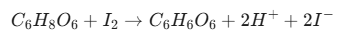 C₆H₈O₆ + I₂ → C₆H₆O₆ + 2H⁺ + 2I⁻